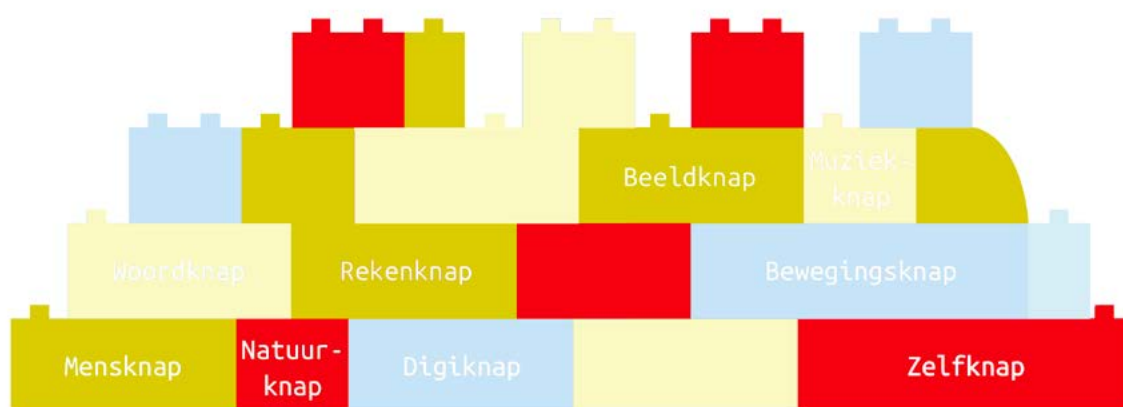 Beeldknap
Muziek-
knap
Woordknap
Rekenknap
Bewegingsknap
Mensknap
Natuur-
knap
Digiknap
Zelfknap